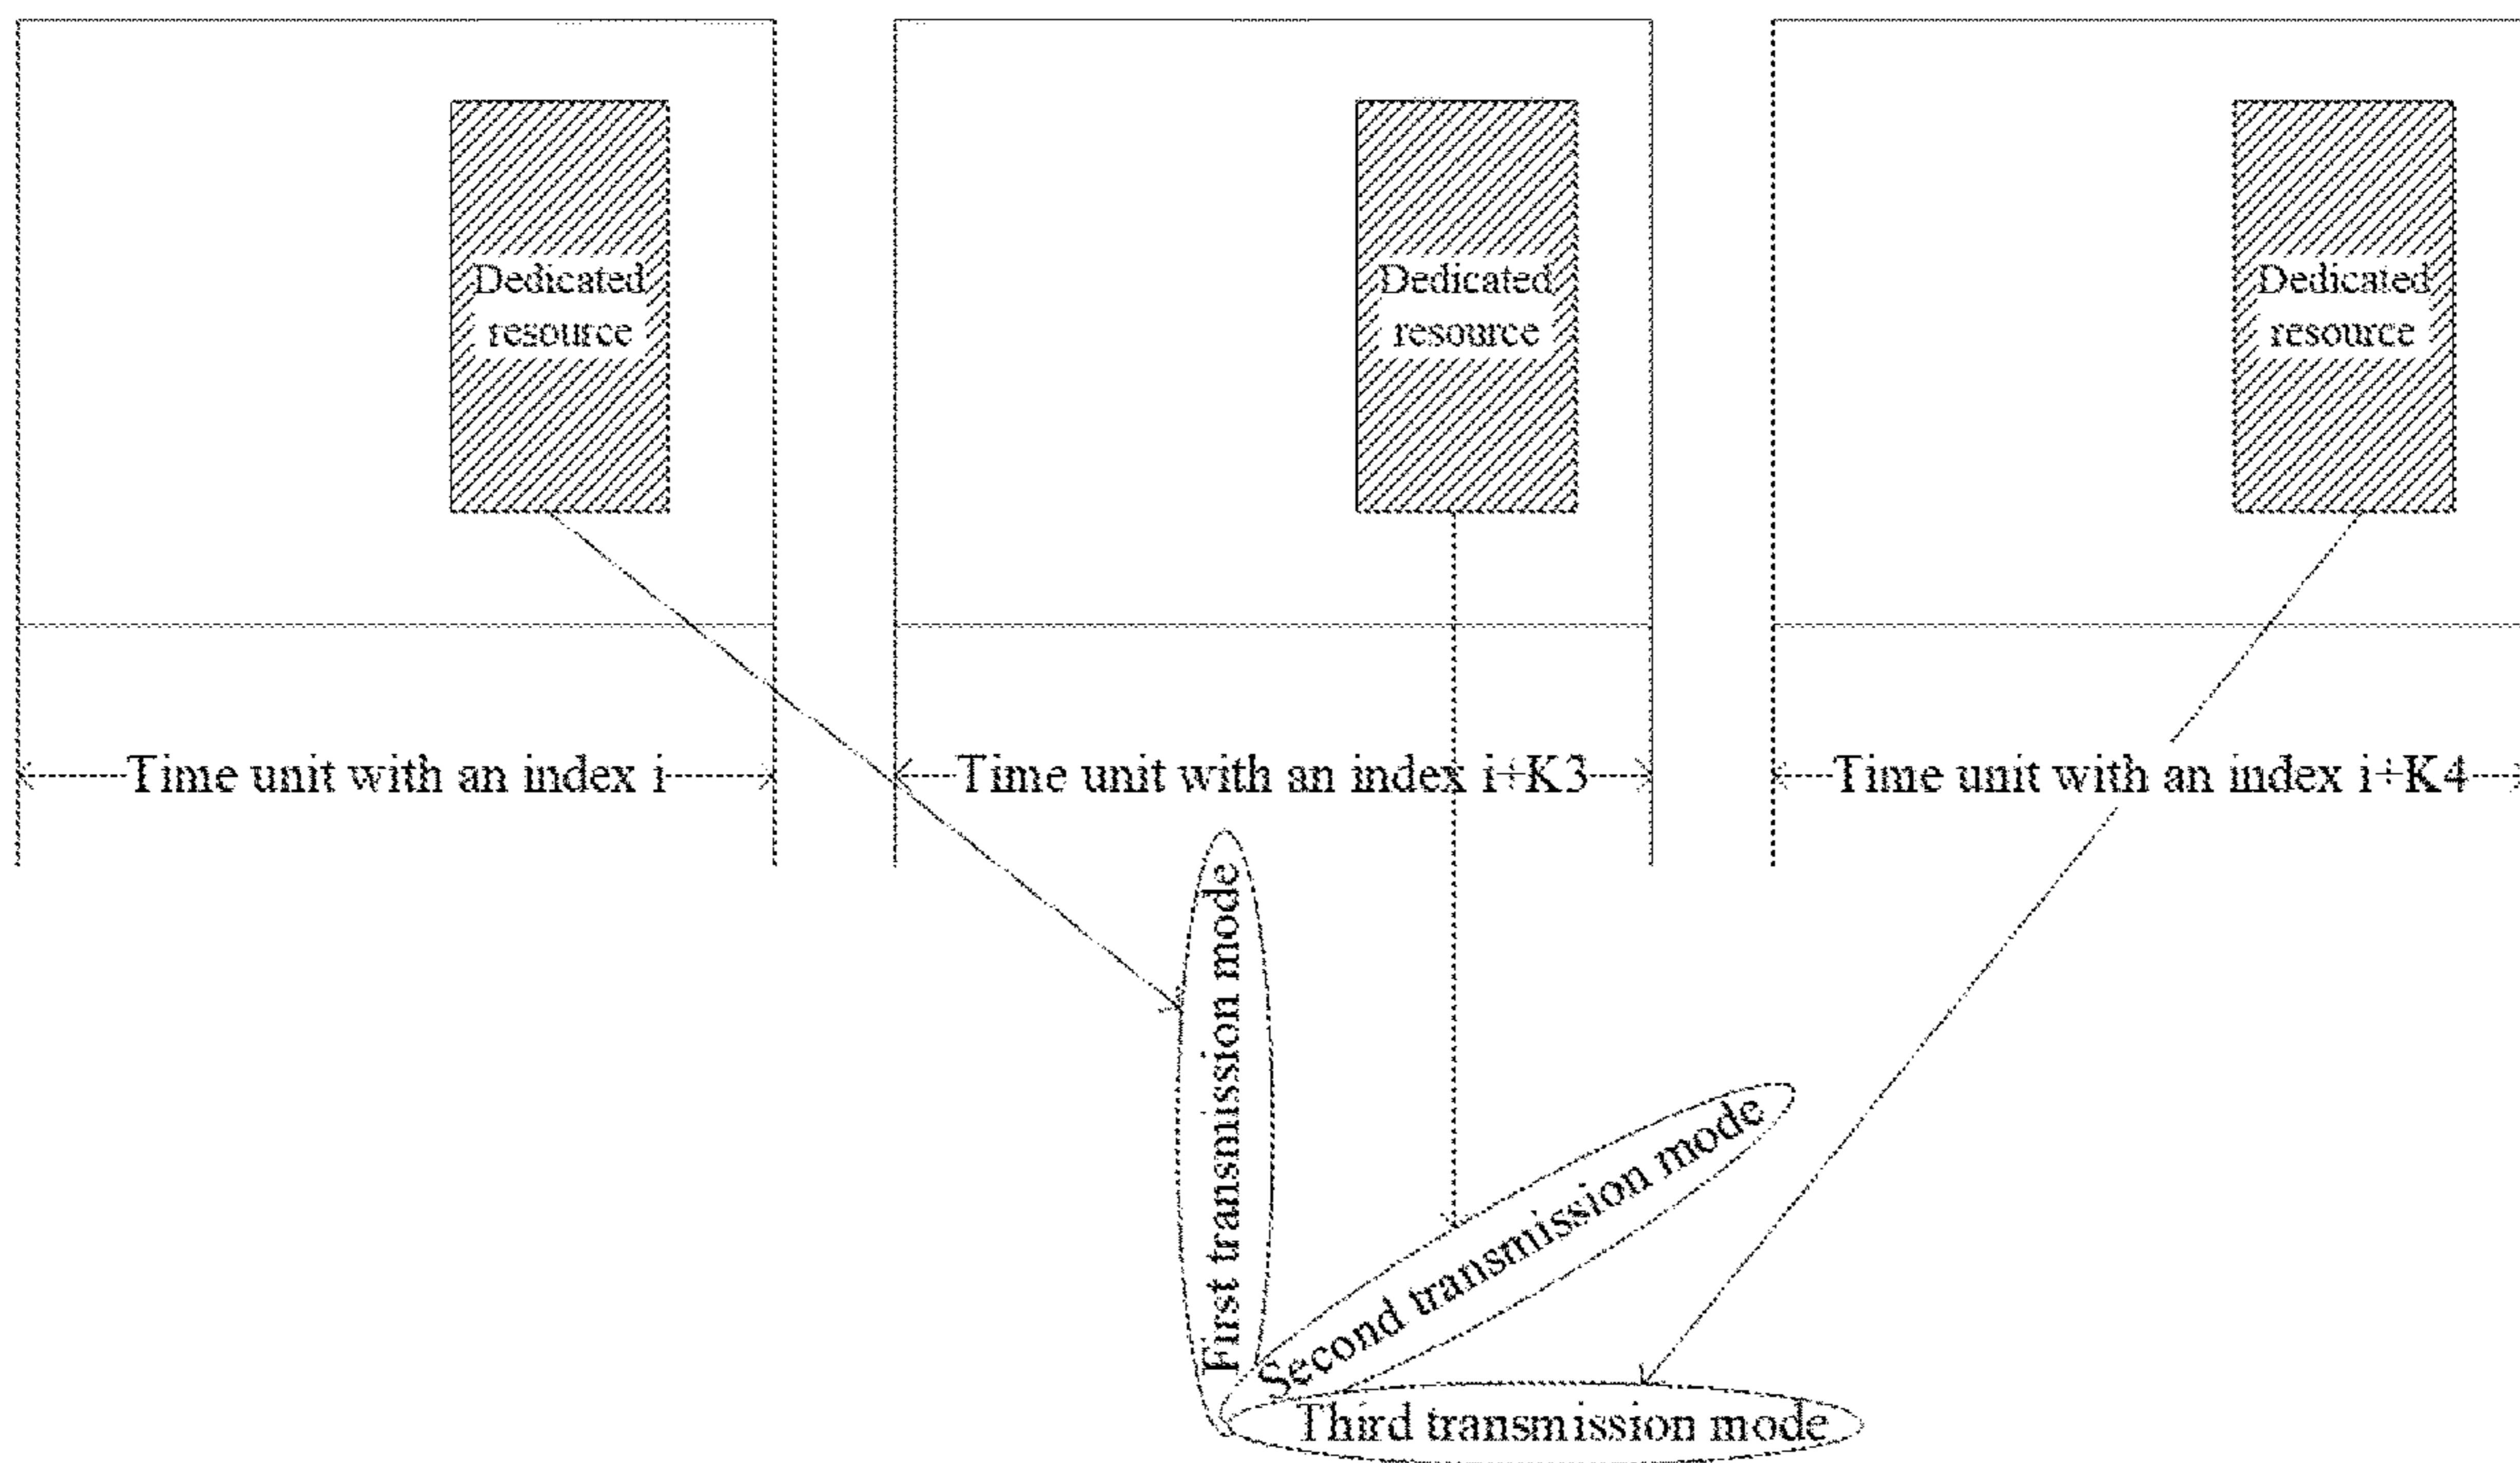 Dedicated
resource
Dedicated
resource
Dedicated
resource
Time unit with an index i
Time unit with an index i+K3
Time unit with an index i+K4
First transmission mode
Second transmission mode
Third transmission mode